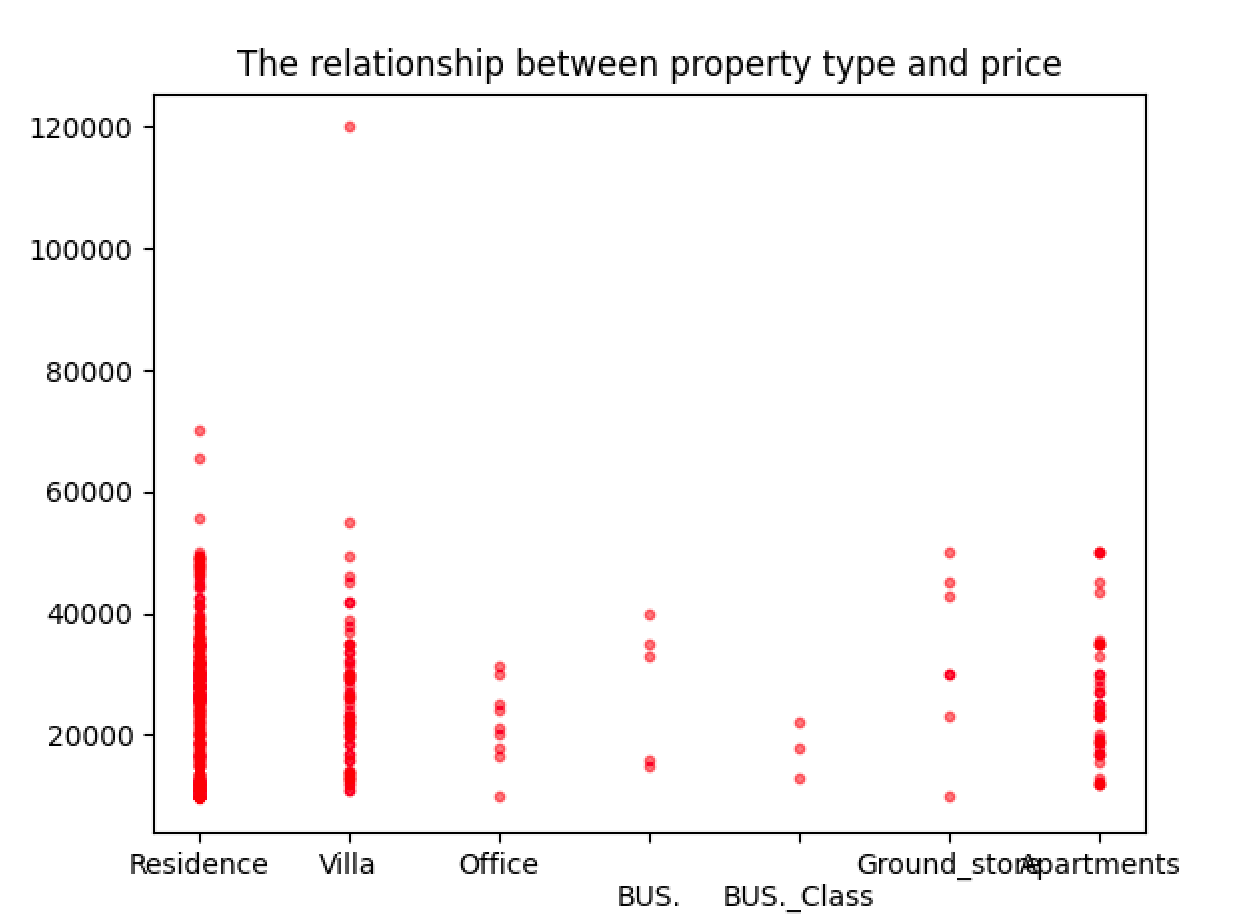 The relationship between property type and price
120000
100000
80000
60000
40000
20000
Residence Villa Office Ground_store Apartments
BUS. BUS._Class